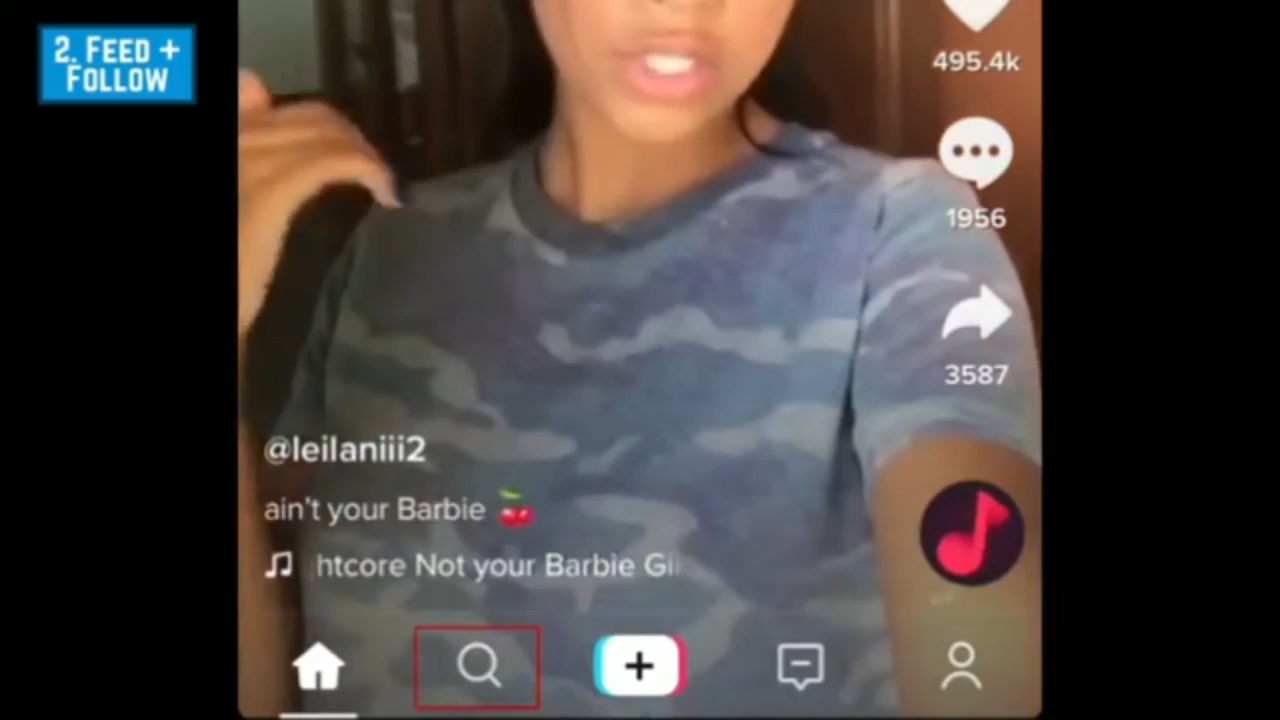 2. FEED +
FOLLOW
495.4k
1956
3587
@leilaniii2
ain't your Barbie 🍒
htcore Not your Barbie Gi